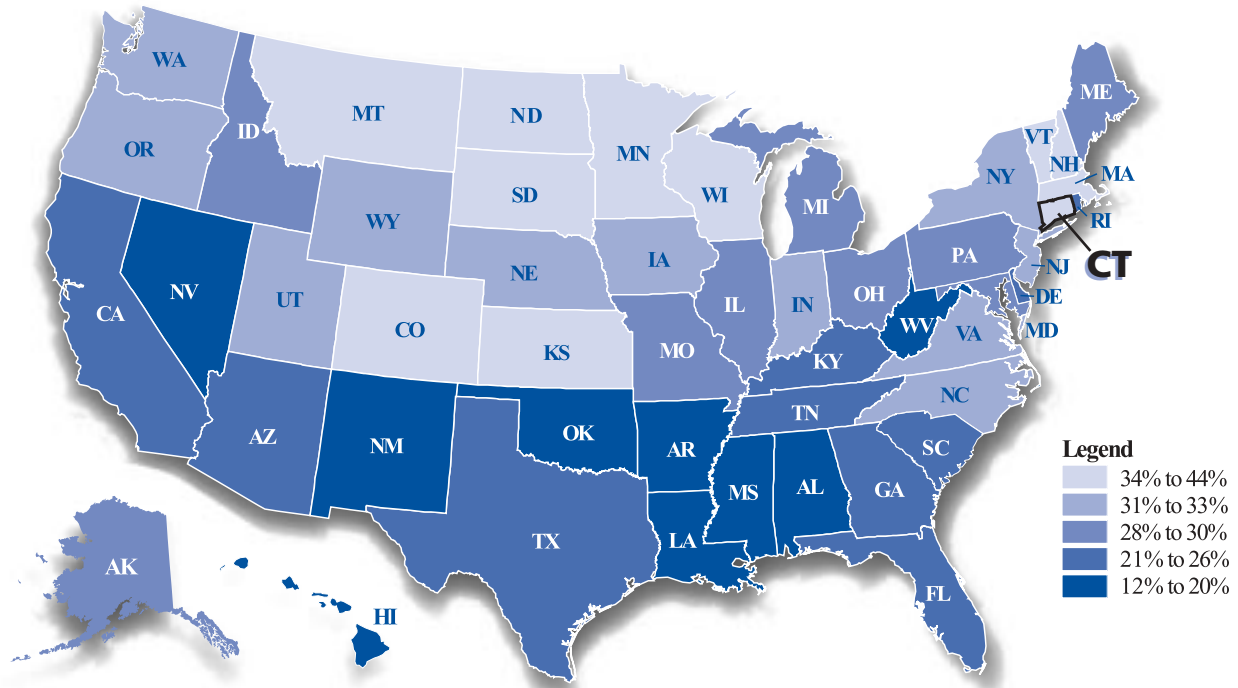 WA
MT
ND
MN
ME
VT
NH
ID
OR
SD
WI
MI
NY
MA
RI
WY
IA
PA
NJ
CT
NE
NV
UT
IL
IN
OH
DE
MD
CA
CO
KS
MO
WV
VA
KY
NC
AZ
NM
OK
TN
AR
SC
MS
AL
GA
TX
LA
FL
AK
HI
Legend
34% to 44%
31% to 33%
28% to 30%
21% to 26%
12% to 20%